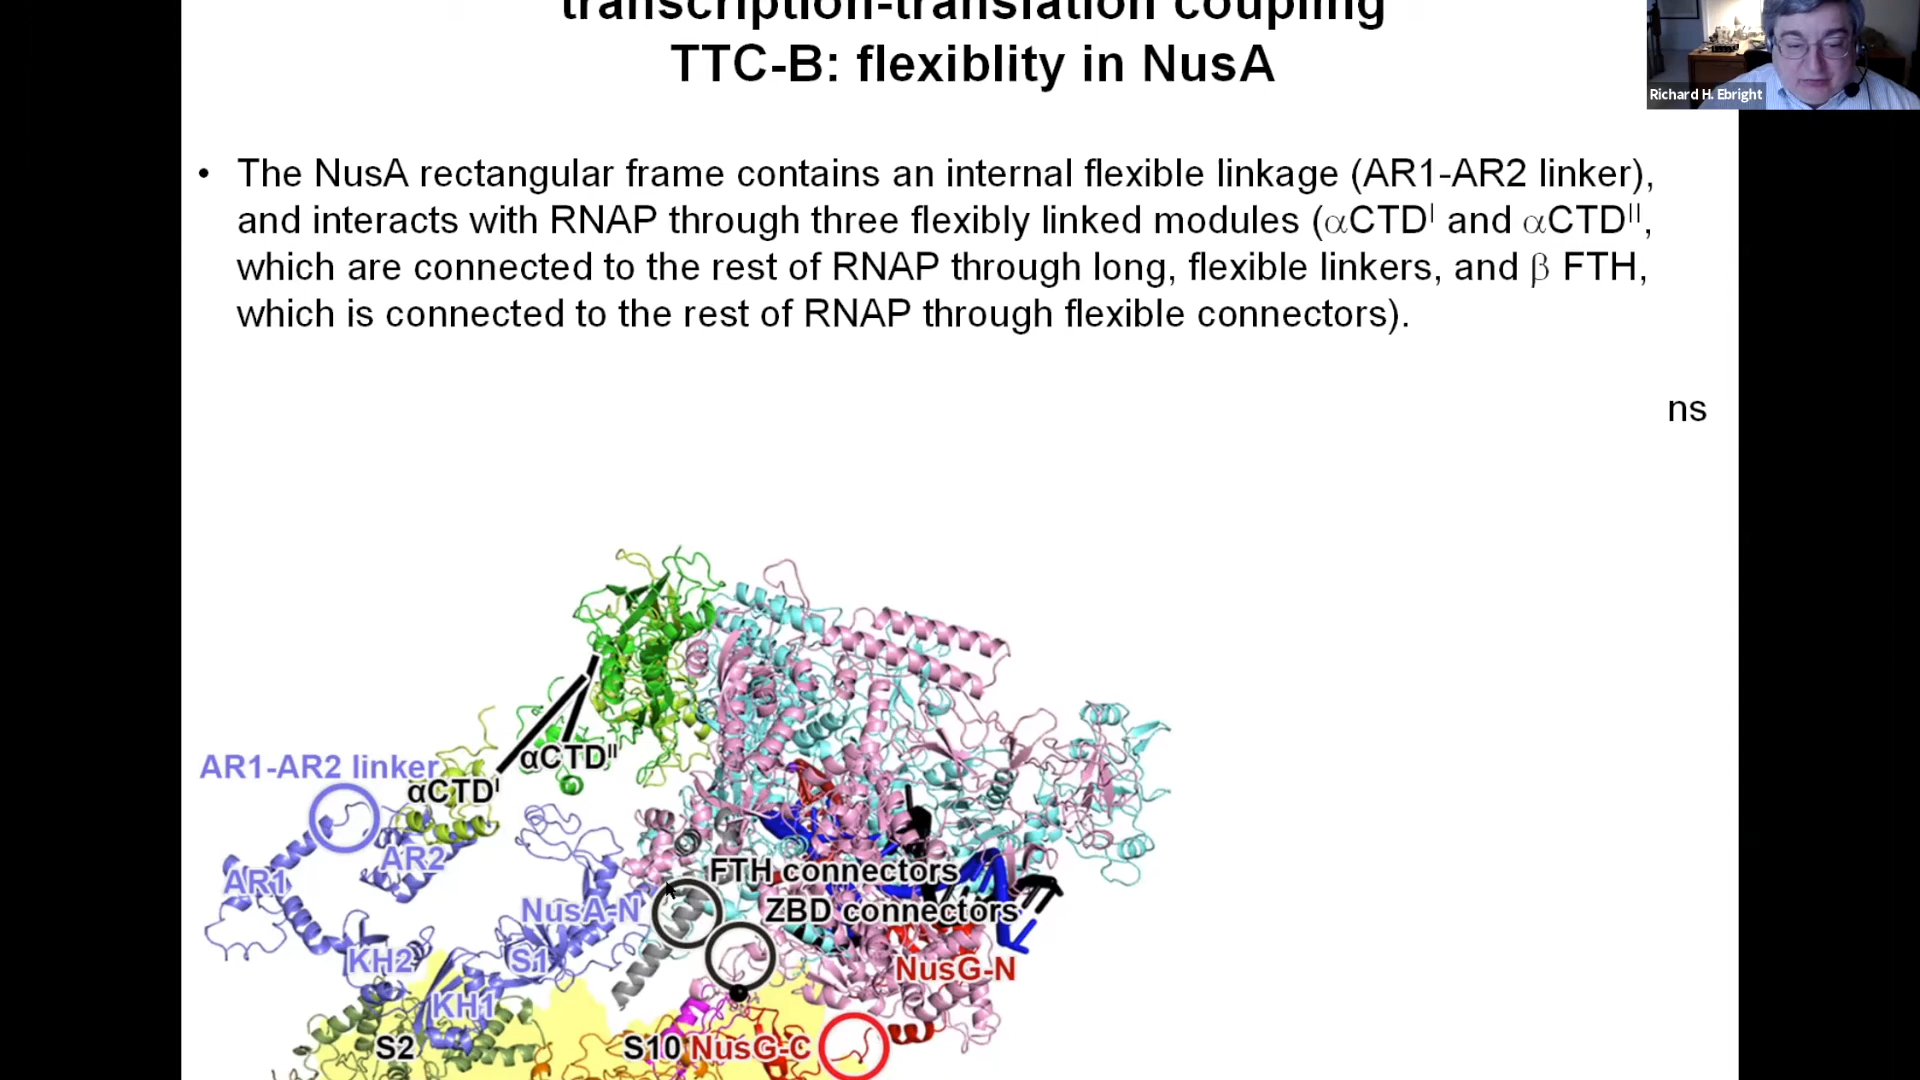 transcription-translation coupling
TTC-B: flexiblity in NusA
Richard H. Ebright
• The NusA rectangular frame contains an internal flexible linkage (AR1-AR2 linker),
and interacts with RNAP through three flexibly linked modules (αCTDᴵ and αCTDᴵᴵ,
which are connected to the rest of RNAP through long, flexible linkers, and β FTH,
which is connected to the rest of RNAP through flexible connectors).
ns
αCTDᴵᴵ
AR1-AR2 linker
αCTDᴵ
AR2
AR1
FTH connectors
NusA-N
ZBD connectors
KH2
S1
NusG-N
KH1
S2
S10 NusG-C